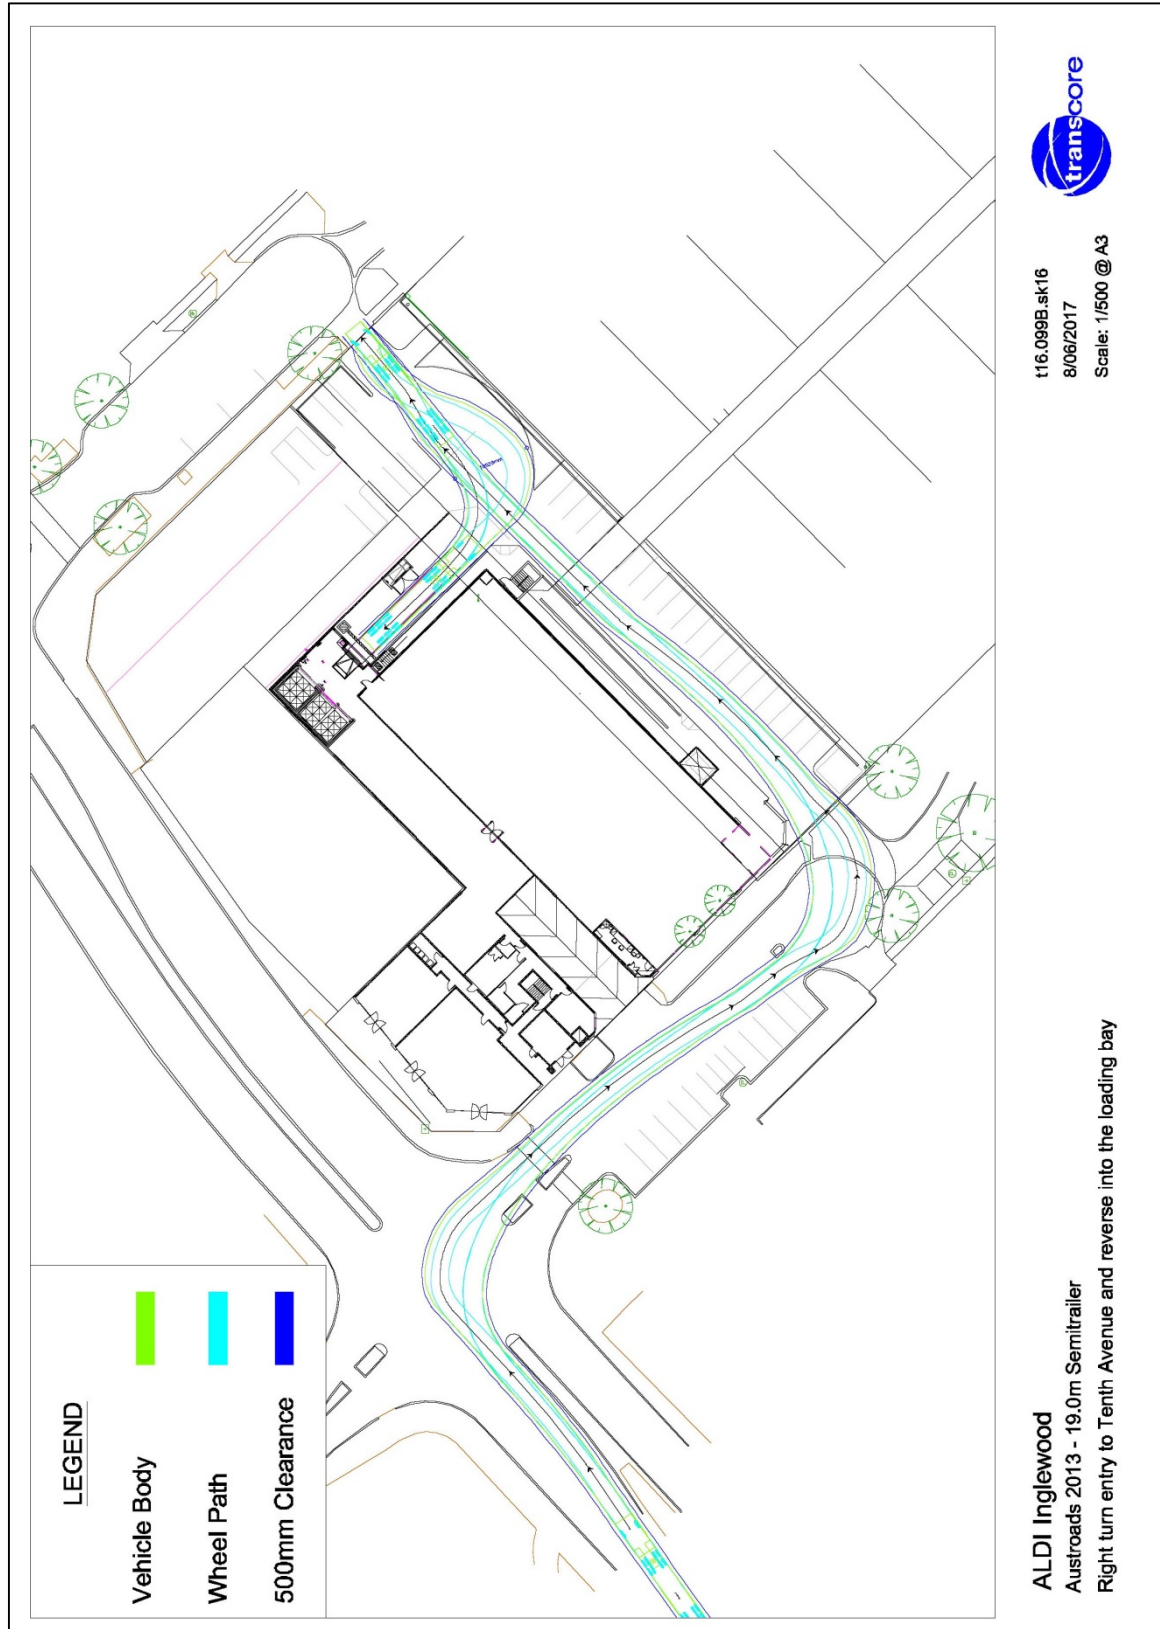 LEGEND
Vehicle Body
Wheel Path
500mm Clearance
ALDI Inglewood
Austroads 2013 - 19.0m Semitrailer
Right turn entry to Tenth Avenue and reverse into the loading bay
t16.099B.sk16
8/06/2017
Scale: 1/500 @ A3
transcore